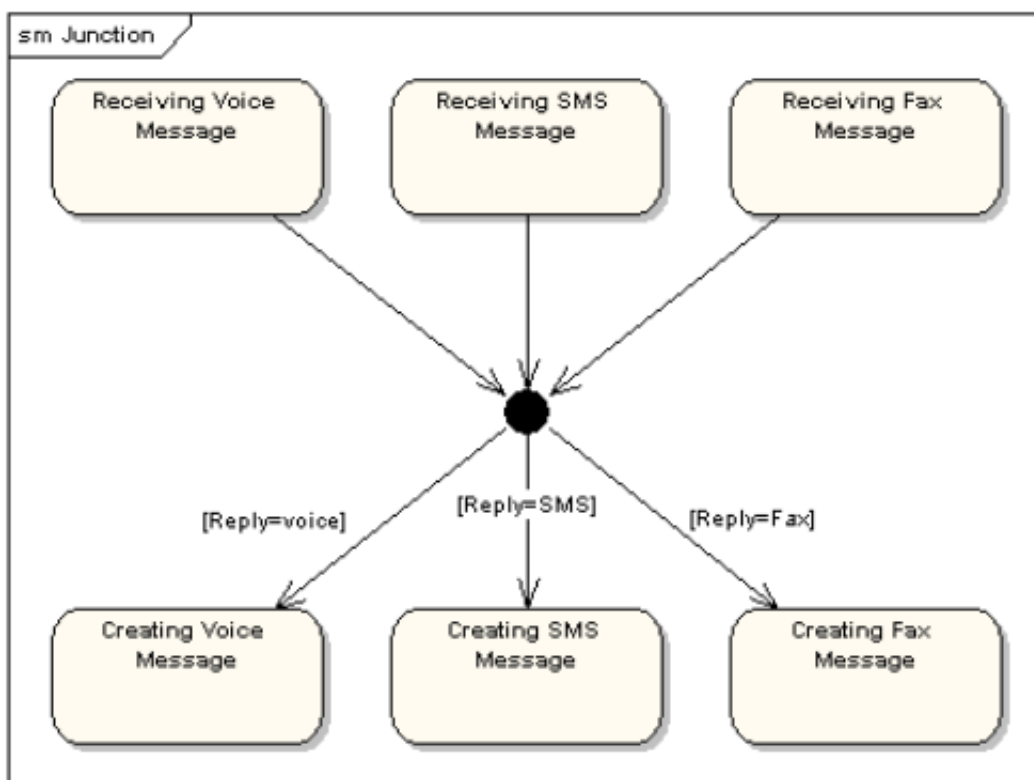 sm Junction
Receiving Voice
Message
Receiving SMS
Message
Receiving Fax
Message
[Reply=voice]
[Reply=SMS]
[Reply=Fax]
Creating Voice
Message
Creating SMS
Message
Creating Fax
Message